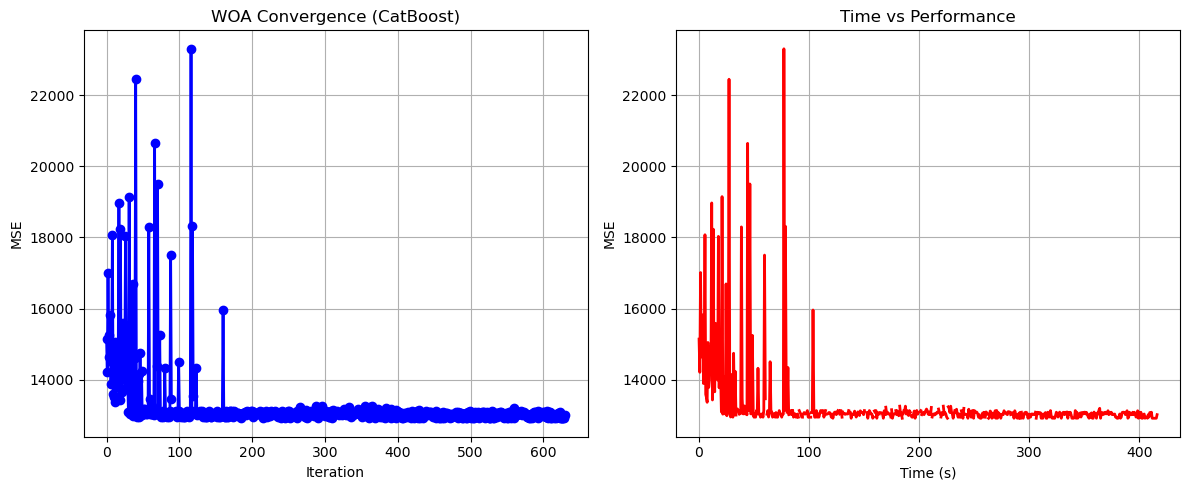 WOA Convergence (CatBoost)
MSE
22000
20000
18000
16000
14000
0 100 200 300 400 500 600
Iteration
Time vs Performance
MSE
22000
20000
18000
16000
14000
0 100 200 300 400
Time (s)